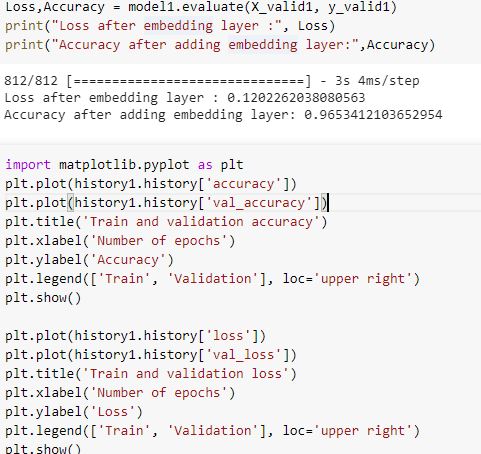 Loss,Accuracy = model1.evaluate(X_valid1, y_valid1)
print("Loss after embedding layer :", Loss)
print("Accuracy after adding embedding layer:",Accuracy)
812/812 [==============================] - 3s 4ms/step
Loss after embedding layer : 0.1202262038080563
Accuracy after adding embedding layer: 0.9653412103652954
import matplotlib.pyplot as plt
plt.plot(history1.history['accuracy'])
plt.plot(history1.history['val_accuracy'])
plt.title('Train and validation accuracy')
plt.xlabel('Number of epochs')
plt.ylabel('Accuracy')
plt.legend(['Train', 'Validation'], loc='upper right')
plt.show()
plt.plot(history1.history['loss'])
plt.plot(history1.history['val_loss'])
plt.title('Train and validation loss')
plt.xlabel('Number of epochs')
plt.ylabel('Loss')
plt.legend(['Train', 'Validation'], loc='upper right')
plt.show()